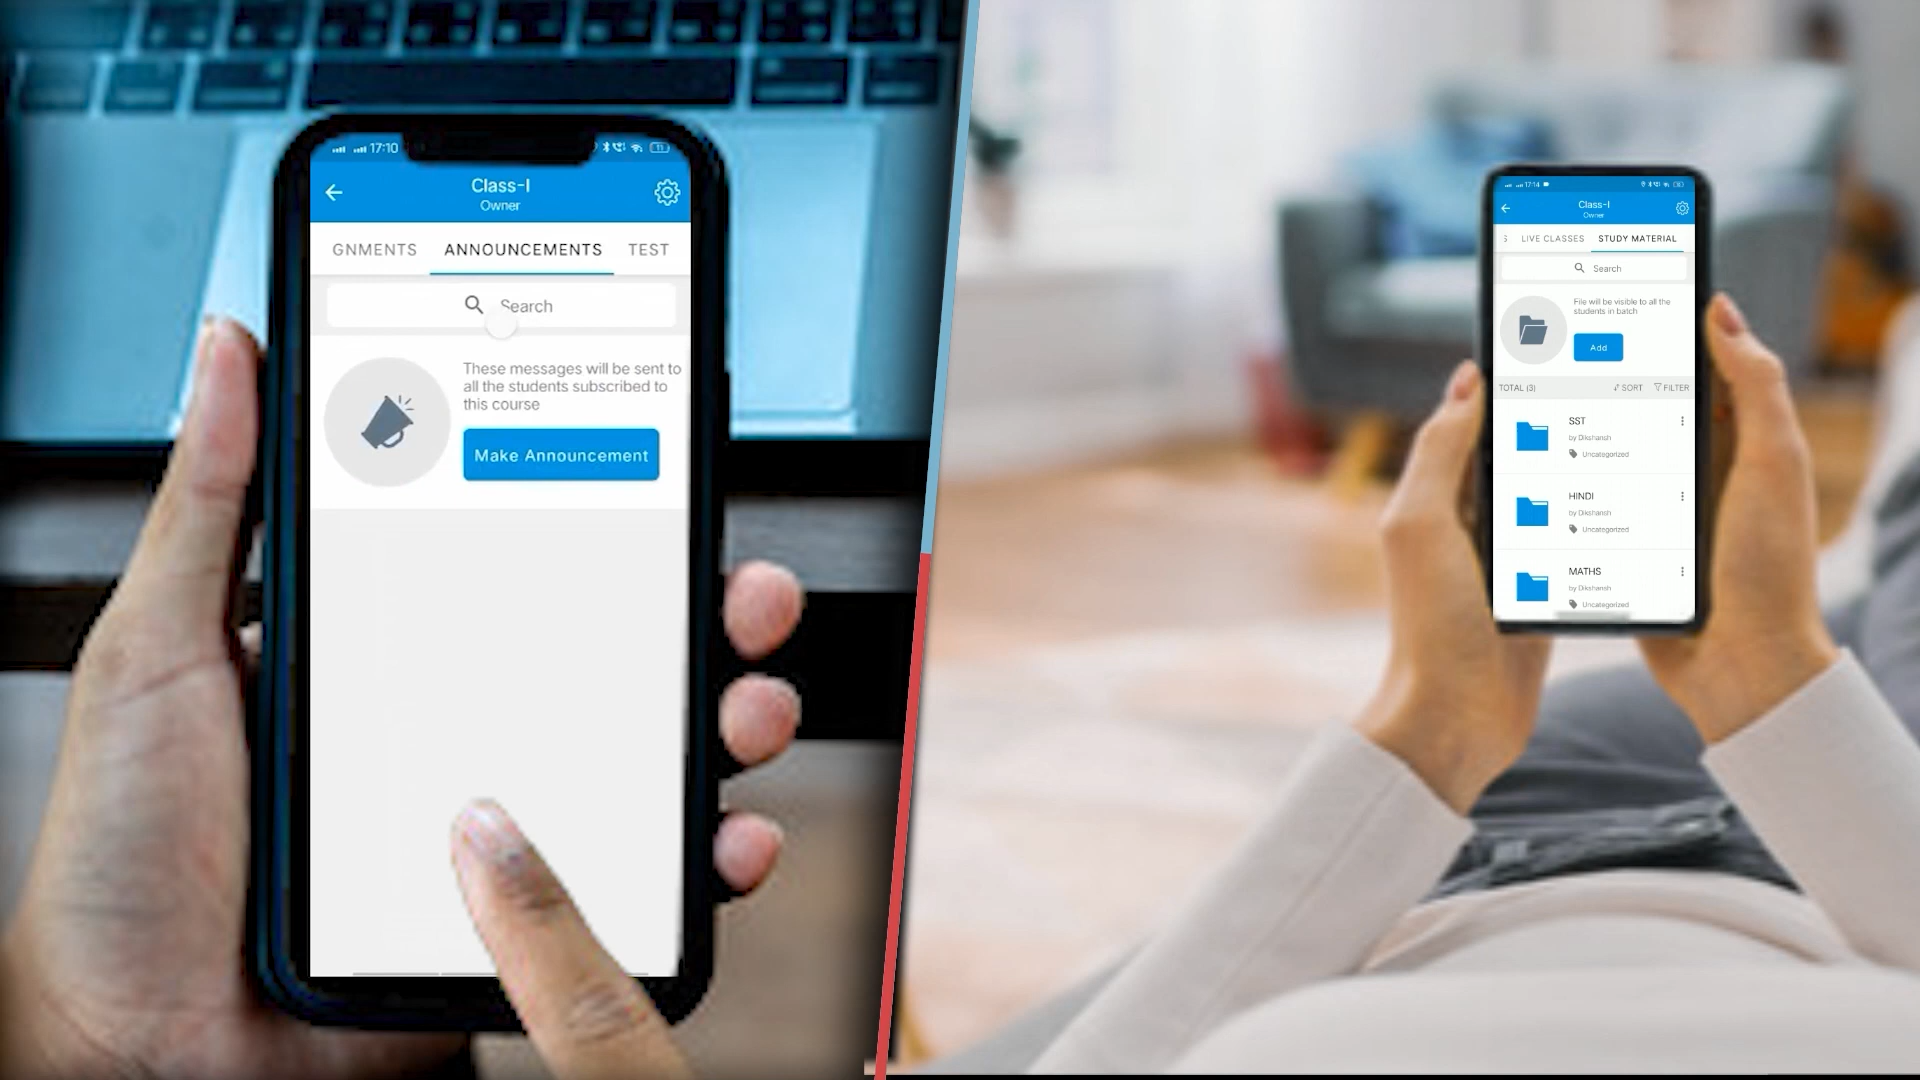 17:10
Class-I
Owner
GNMENTS ANNOUNCEMENTS TEST
Search
These messages will be sent to
all the students subscribed to
this course
Make Announcement
17:14
Class-I
Owner
S LIVE CLASSES STUDY MATERIAL
Search
File will be visible to all the
students in batch
Add
TOTAL (3) SORT FILTER
SST
by Dikshansh
Uncategorized
HINDI
by Dikshansh
Uncategorized
MATHS
by Dikshansh
Uncategorized